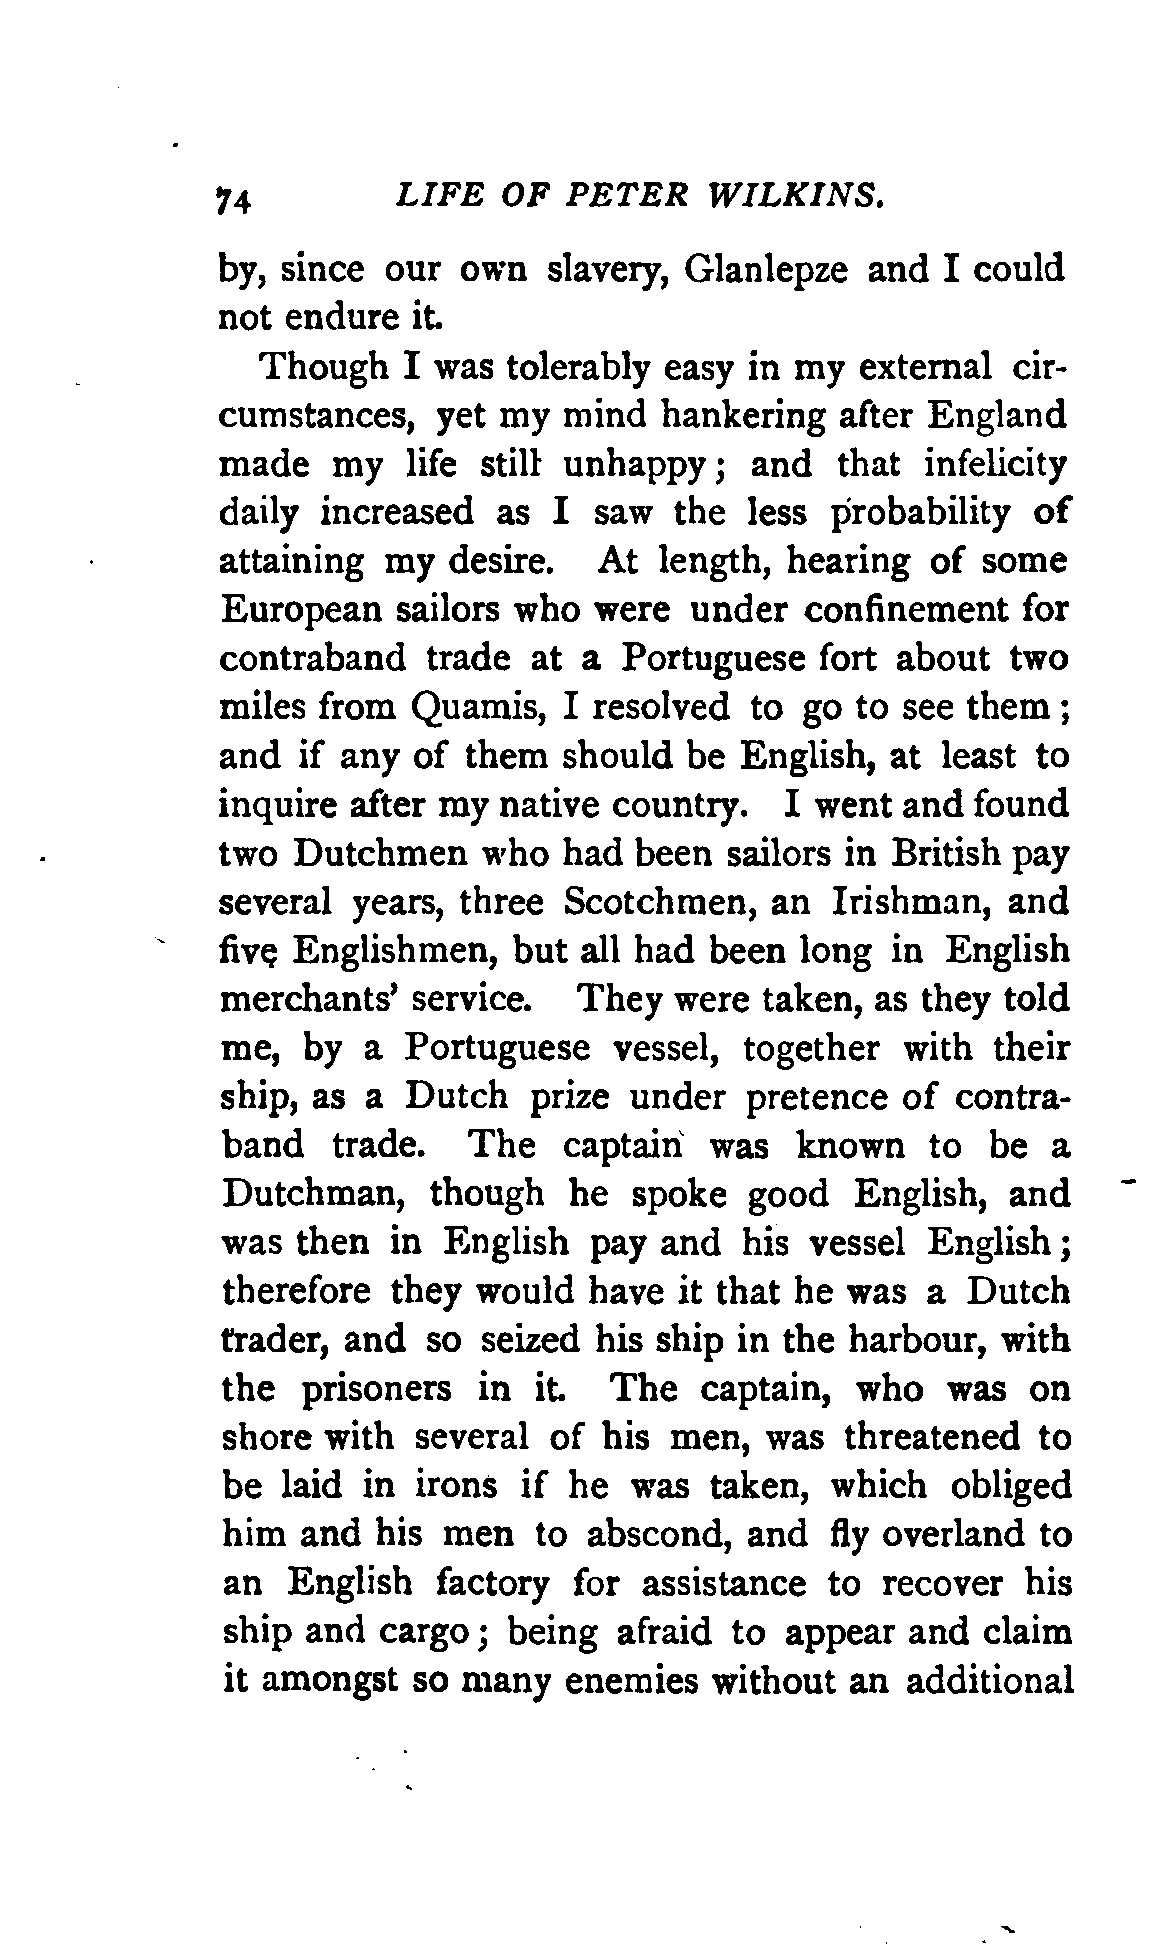 74 LIFE OF PETER WILKINS.
by, since our own slavery, Glanlepze and I could
not endure it.
Though I was tolerably easy in my external cir-
cumstances, yet my mind hankering after England
made my life still unhappy; and that infelicity
daily increased as I saw the less probability of
attaining my desire. At length, hearing of some
European sailors who were under confinement for
contraband trade at a Portuguese fort about two
miles from Quamis, I resolved to go to see them;
and if any of them should be English, at least to
inquire after my native country. I went and found
two Dutchmen who had been sailors in British pay
several years, three Scotchmen, an Irishman, and
five Englishmen, but all had been long in English
merchants' service. They were taken, as they told
me, by a Portuguese vessel, together with their
ship, as a Dutch prize under pretence of contra-
band trade. The captain was known to be a
Dutchman, though he spoke good English, and
was then in English pay and his vessel English;
therefore they would have it that he was a Dutch
trader, and so seized his ship in the harbour, with
the prisoners in it. The captain, who was on
shore with several of his men, was threatened to
be laid in irons if he was taken, which obliged
him and his men to abscond, and fly overland to
an English factory for assistance to recover his
ship and cargo; being afraid to appear and claim
it amongst so many enemies without an additional